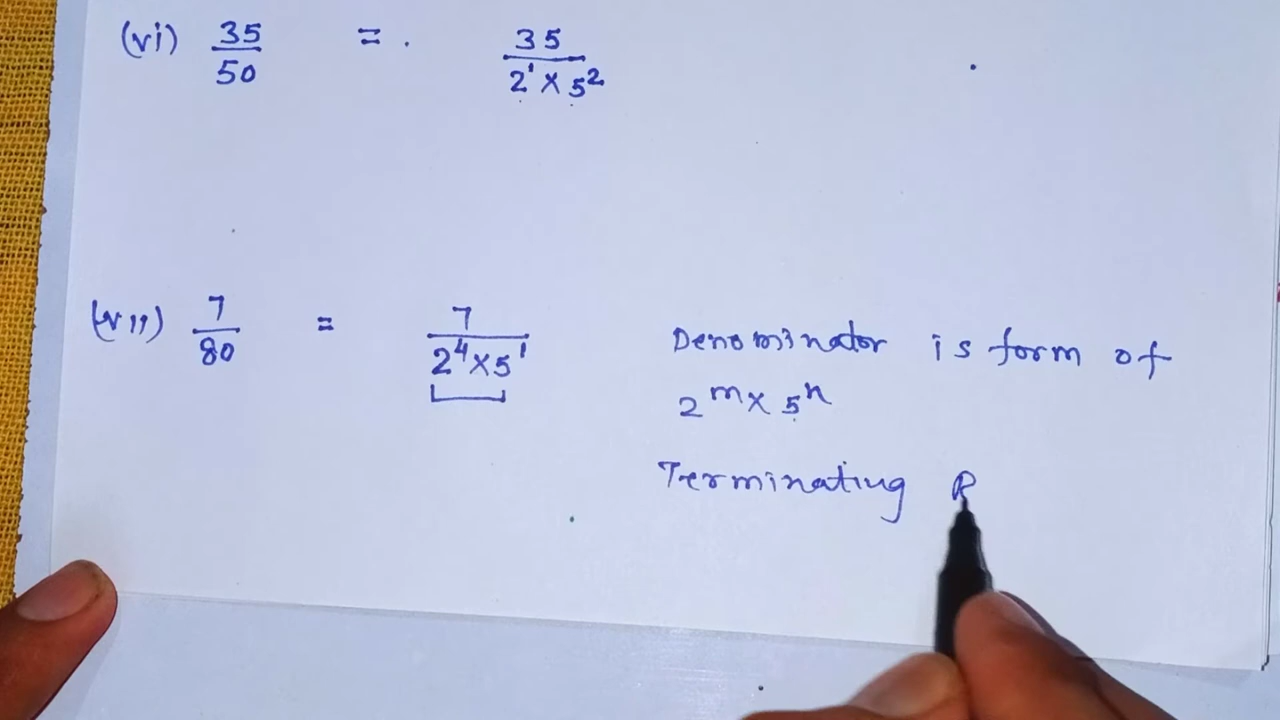 (vi) 35/50 = 35/2¹ × 5²
(vii) 7/80 = 7/2⁴×5¹
Denominator is form of
2ᵐ × 5ⁿ
Terminating R